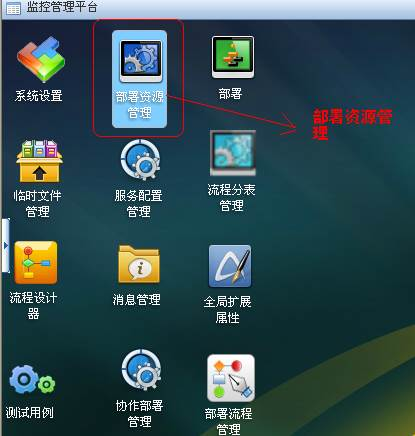 监控管理平台
系统设置
部署资源
管理
部署
部署资源管
理
临时文件
管理
服务配置
管理
流程分表
管理
流程设计
器
消息管理
全局扩展
属性
测试用例
协作部署
管理
部署流程
管理